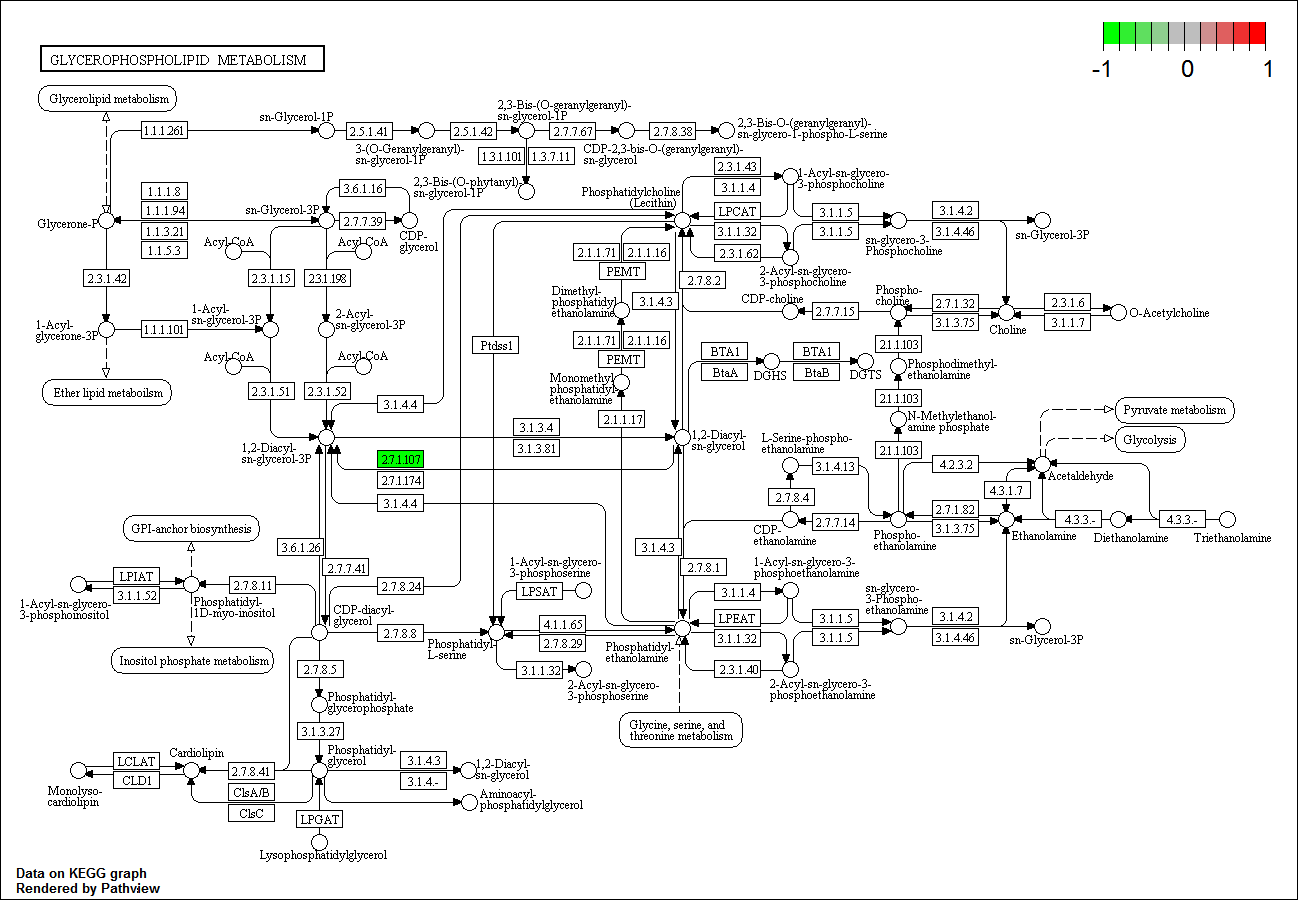 -1
0
1
GLYCEROPHOSPHOLIPID METABOLISM
Glycerolipid metabolism
1.1.1.261
sn-Glycerol-1P
2.5.1.41
3-(O-Geranylgeranyl)-
sn-glycerol-1P
2.5.1.42
2,3-Bis-(O-geranylgeranyl)-
sn-glycerol-1P
2.7.7.67
CDP-2,3-bis-O-(geranylgeranyl)-
sn-glycerol
2.7.8.38
2,3-Bis-O-(geranylgeranyl)-
sn-glycero-1-phospho-L-serine
1.3.1.101
1.3.7.11
2,3-Bis-(O-phytanyl)-
sn-glycerol-1P
1.1.1.8
1.1.1.94
1.1.3.21
1.1.5.3
Glycerone-P
sn-Glycerol-3P
3.6.1.16
2.7.7.39
CDP-
glycerol
Acyl-CoA
Acyl-CoA
2.3.1.42
2.3.1.15
2.3.1.198
1-Acyl-
glycerone-3P
1.1.1.101
1-Acyl-
sn-glycerol-3P
2-Acyl-
sn-glycerol-3P
Acyl-CoA
Acyl-CoA
Ether lipid metabolism
2.3.1.51
2.3.1.52
3.1.4.4
1,2-Diacyl-
sn-glycerol-3P
2.7.1.107
2.7.1.174
3.1.4.4
3.1.3.4
3.1.3.81
Ptdss1
Phosphatidylcholine
(Lecithin)
2.3.1.43
3.1.1.4
LPCAT
3.1.1.32
2.3.1.62
1-Acyl-sn-glycero-
3-phosphocholine
2-Acyl-sn-glycero-
3-phosphocholine
3.1.1.5
3.1.1.5
sn-glycero-3-
Phosphocholine
3.1.4.2
3.1.4.46
sn-Glycerol-3P
2.1.1.71
2.1.1.16
PEMT
Dimethyl-
phosphatidyl
ethanolamine
3.1.4.3
2.7.8.2
CDP-choline
2.7.7.15
Phospho-
choline
2.7.1.32
3.1.3.75
Choline
2.3.1.6
3.1.1.7
O-Acetylcholine
2.1.1.71
2.1.1.16
PEMT
Monomethyl
phosphatidyl
ethanolamine
2.1.1.17
BTA1
BtaA
DGHS
BTA1
BtaB
DGTS
2.1.1.103
Phosphodimethyl-
ethanolamine
2.1.1.103
N-Methylethanol-
amine phosphate
2.1.1.103
1,2-Diacyl-
sn-glycerol
L-Serine-phospho-
ethanolamine
3.1.4.13
2.7.8.4
CDP-
ethanolamine
2.7.7.14
Phospho-
ethanolamine
4.2.3.2
Acetaldehyde
Pyruvate metabolism
Glycolysis
4.3.1.7
2.7.1.82
3.1.3.75
Ethanolamine
4.3.3.-
Diethanolamine
4.3.3.-
Triethanolamine
GPI-anchor biosynthesis
3.6.1.26
2.7.7.41
2.7.8.24
LPIAT
3.1.1.52
1-Acyl-sn-glycero-
3-phosphoinositol
2.7.8.11
Phosphatidyl-
1D-myo-inositol
Inositol phosphate metabolism
CDP-diacyl-
glycerol
2.7.8.8
Phosphatidyl-
L-serine
1-Acyl-sn-glycero-
3-phosphoserine
LPSAT
4.1.1.65
2.7.8.29
3.1.1.32
2-Acyl-sn-glycero-
3-phosphoserine
3.1.4.3
2.7.8.1
Phosphatidyl-
ethanolamine
1-Acyl-sn-glycero-3-
phosphoethanolamine
3.1.1.4
LPEAT
3.1.1.32
2.3.1.40
2-Acyl-sn-glycero-3-
phosphoethanolamine
3.1.1.5
3.1.1.5
sn-glycero-
3-Phospho-
ethanolamine
3.1.4.2
3.1.4.46
sn-Glycerol-3P
Glycine, serine, and
threonine metabolism
2.7.8.5
Phosphatidyl-
glycerophosphate
3.1.3.27
Phosphatidyl-
glycerol
LCLAT
CLD1
Monolyso-
cardiolipin
Cardiolipin
2.7.8.41
ClsA/B
ClsC
3.1.4.3
3.1.4.-
1,2-Diacyl-
sn-glycerol
Aminoacyl-
phosphatidylglycerol
LPGAT
Lysophosphatidylglycerol
Data on KEGG graph
Rendered by Pathview